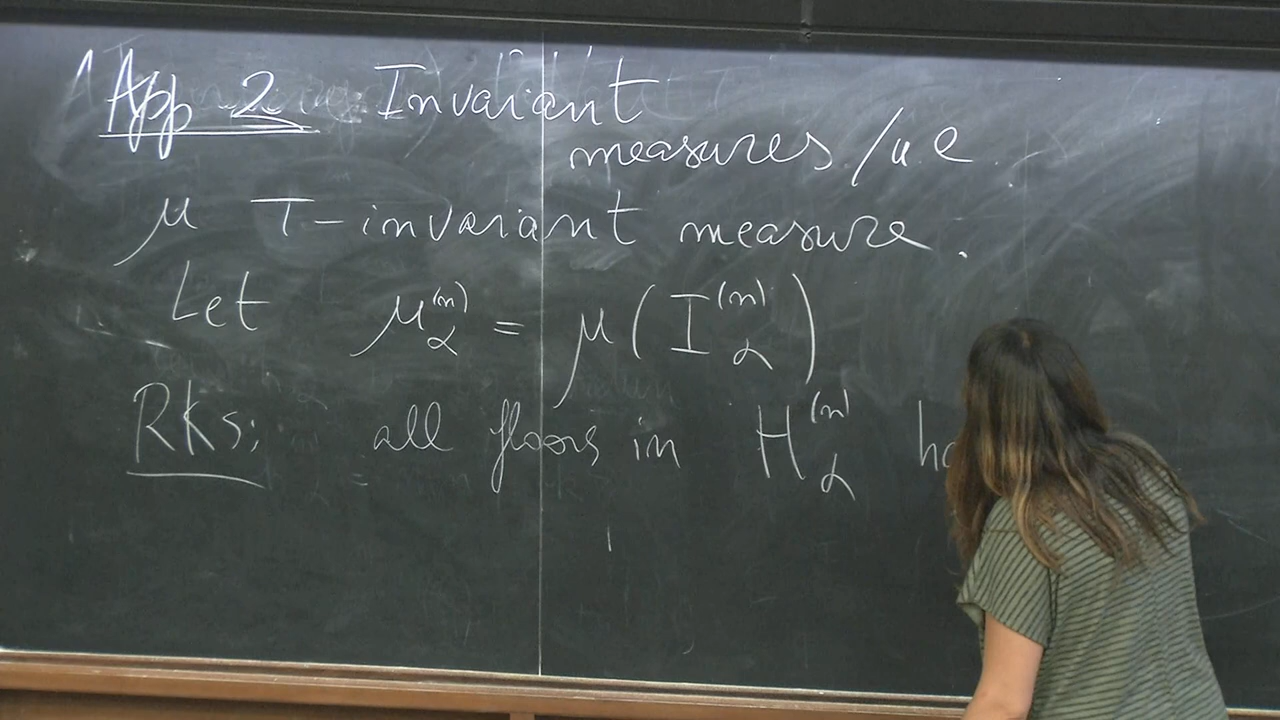 App 2 Invariant
measures / u e.
μ T-invariant measure.
Let μ_α^(n) = μ(I_α^(n))
RKs: all floors in H_α^(n) ha